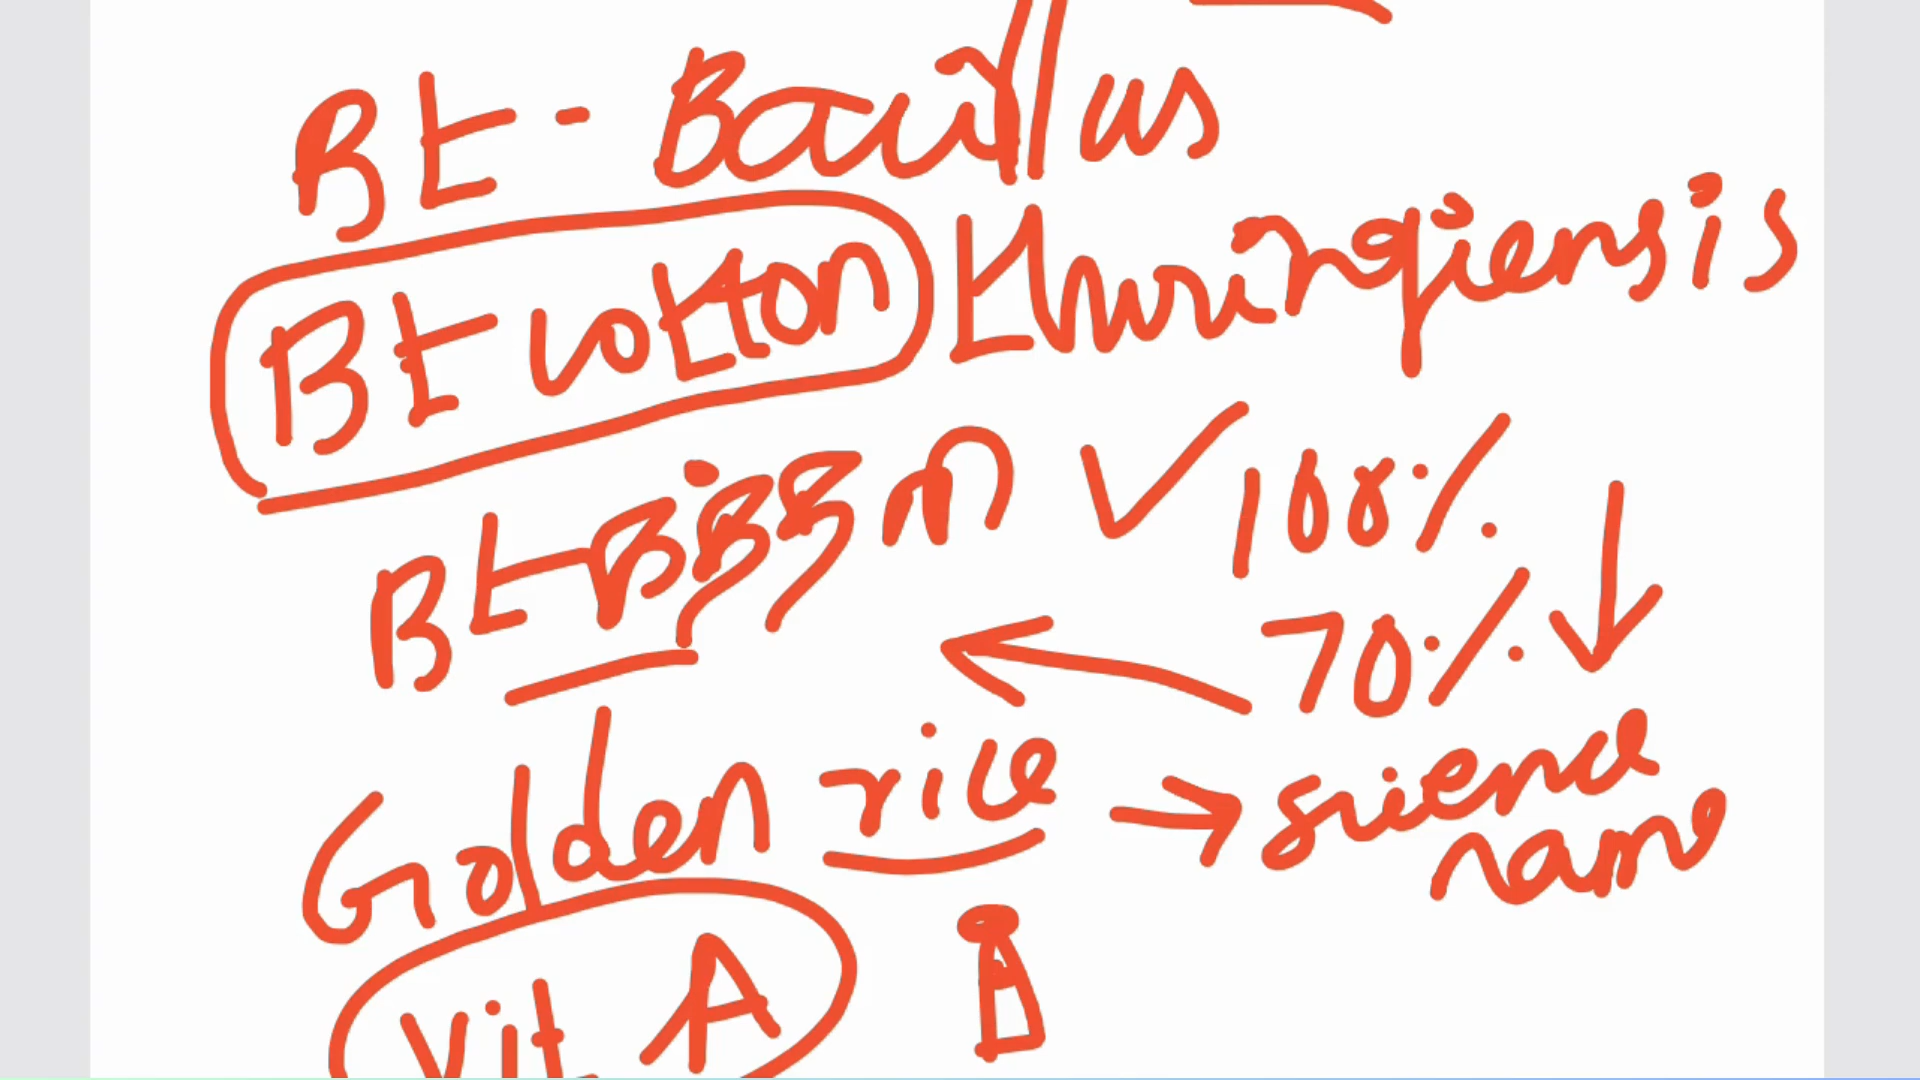 Bt - Bacillus
thuringiensis
Bt cotton
Bt ✓ 100%.
70%.
Golden rice → science
name
Vit A